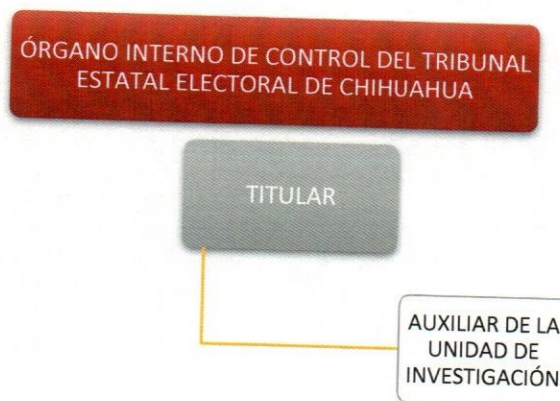 ÓRGANO INTERNO DE CONTROL DEL TRIBUNAL
ESTATAL ELECTORAL DE CHIHUAHUA
TITULAR
AUXILIAR DE LA
UNIDAD DE
INVESTIGACIÓN